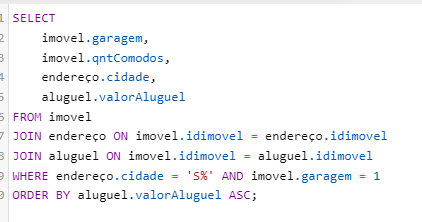 SELECT
imovel.garagem,
imovel.qntComodos,
endereço.cidade,
aluguel.valorAluguel
FROM imovel
JOIN endereço ON imovel.idimovel = endereço.idimovel
JOIN aluguel ON imovel.idimovel = aluguel.idimovel
WHERE endereço.cidade = 'S%' AND imovel.garagem = 1
ORDER BY aluguel.valorAluguel ASC;